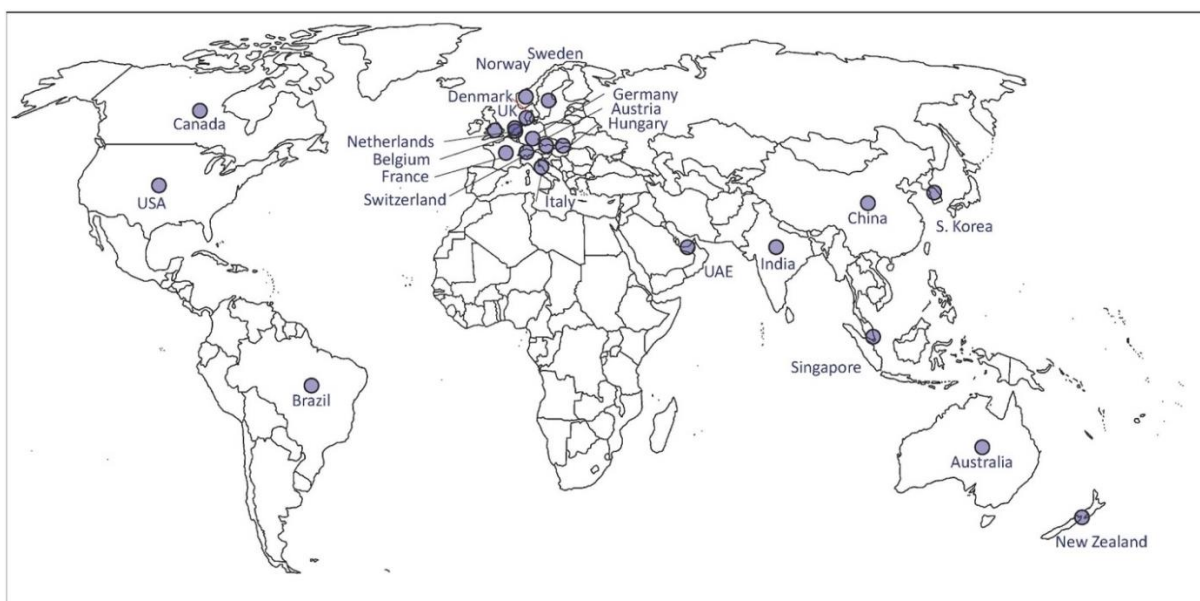 Sweden
Norway
Denmark
Germany
UK
Austria
Canada
Hungary
Netherlands
Belgium
France
Switzerland
Italy
USA
China
S. Korea
UAE
India
Singapore
Brazil
Australia
New Zealand